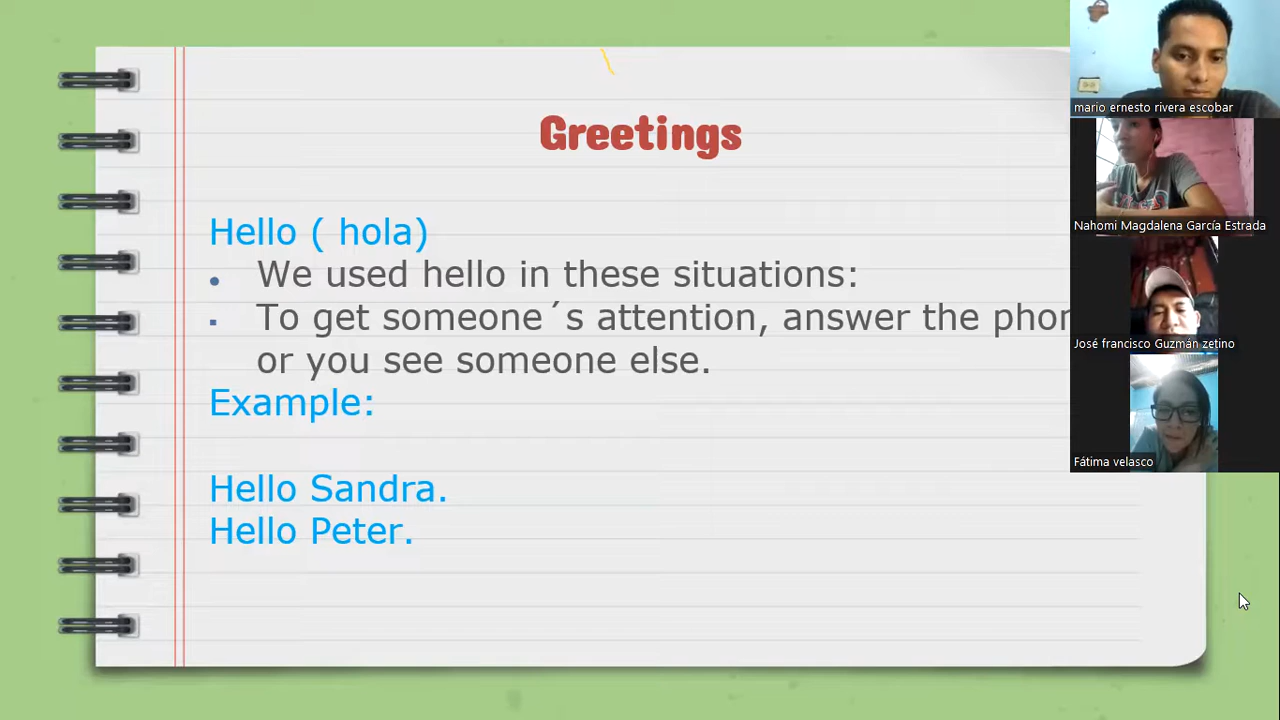 Greetings
Hello ( hola)
• We used hello in these situations:
▪ To get someone´s attention, answer the
or you see someone else.
Example:
Hello Sandra.
Hello Peter.
mario ernesto rivera escobar
Nahomi Magdalena García Estrada
José francisco Guzmán zetino
Fátima velasco